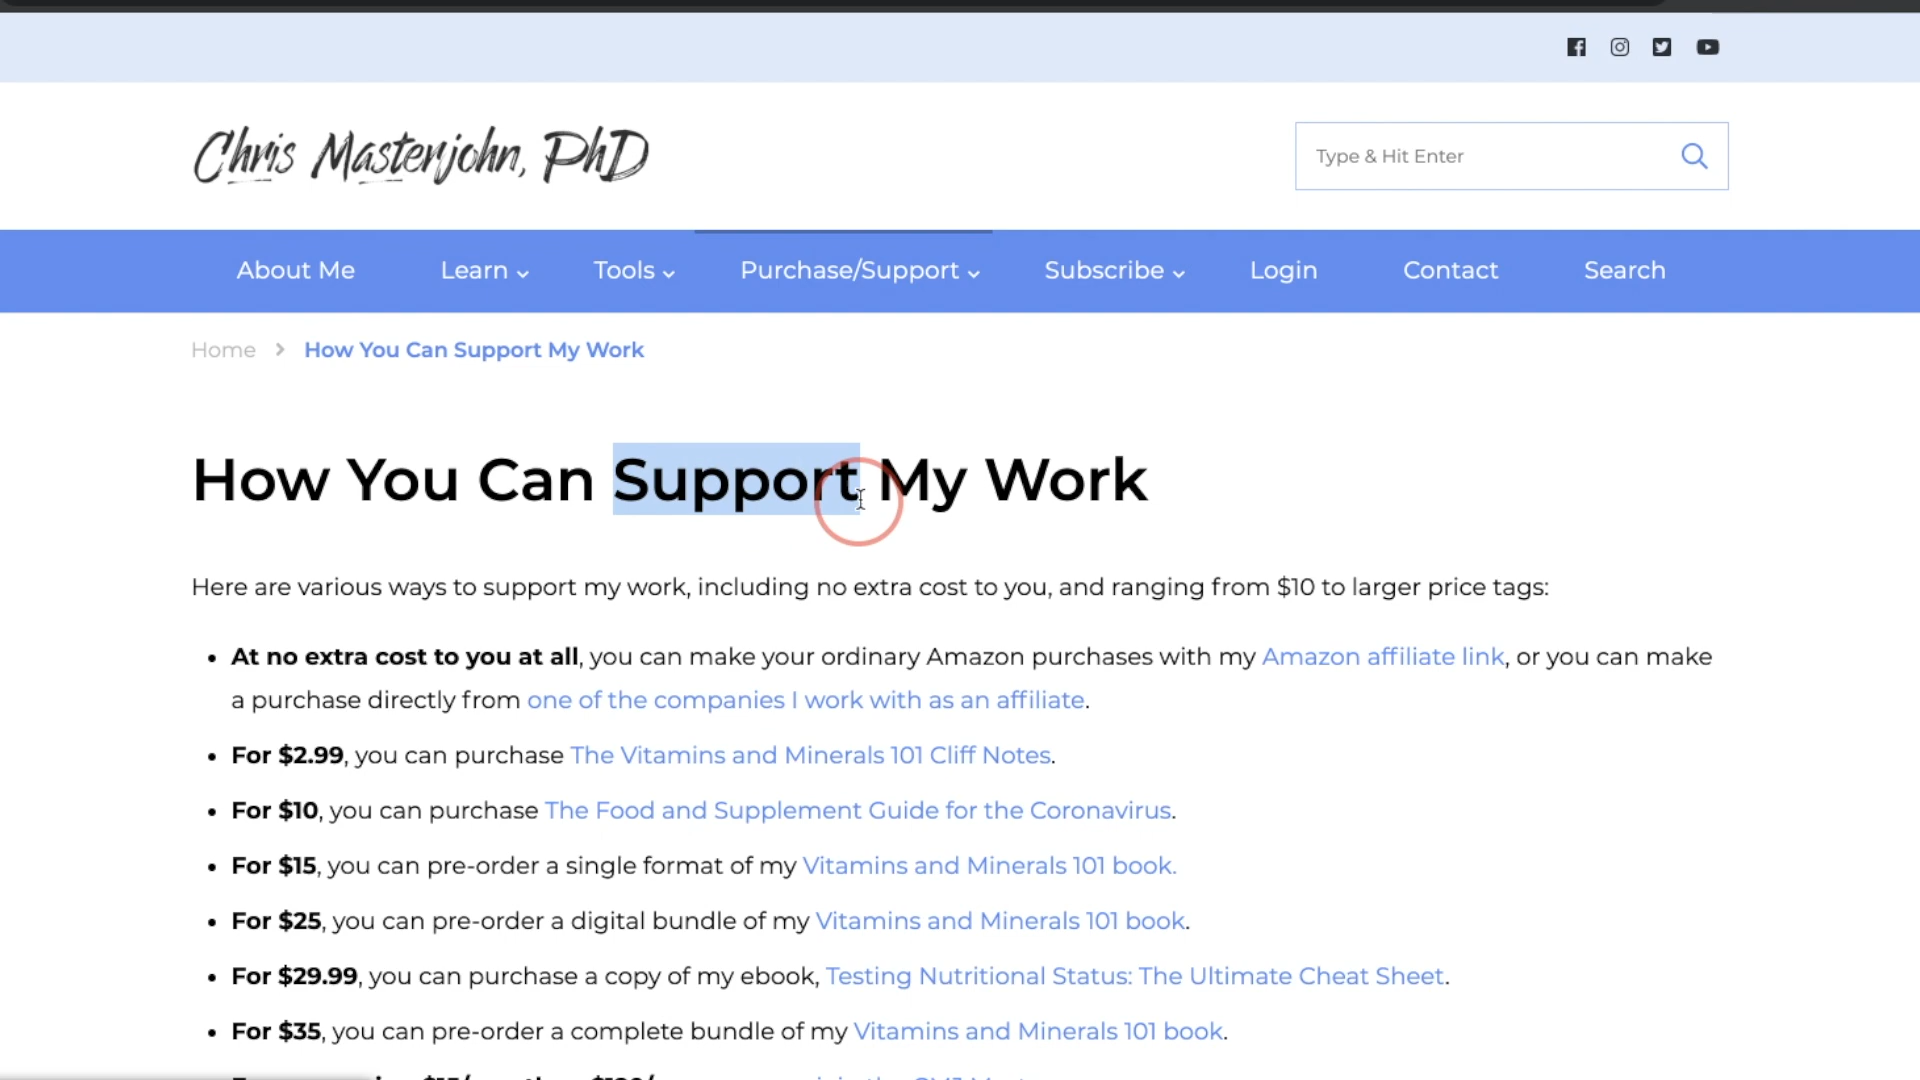 Chris Masterjohn, PhD
Type & Hit Enter
About Me Learn Tools Purchase/Support Subscribe Login Contact Search
Home > How You Can Support My Work
How You Can Support My Work
Here are various ways to support my work, including no extra cost to you, and ranging from $10 to larger price tags:
• At no extra cost to you at all, you can make your ordinary Amazon purchases with my Amazon affiliate link, or you can make
a purchase directly from one of the companies I work with as an affiliate.
• For $2.99, you can purchase The Vitamins and Minerals 101 Cliff Notes.
• For $10, you can purchase The Food and Supplement Guide for the Coronavirus.
• For $15, you can pre-order a single format of my Vitamins and Minerals 101 book.
• For $25, you can pre-order a digital bundle of my Vitamins and Minerals 101 book.
• For $29.99, you can purchase a copy of my ebook, Testing Nutritional Status: The Ultimate Cheat Sheet.
• For $35, you can pre-order a complete bundle of my Vitamins and Minerals 101 book.